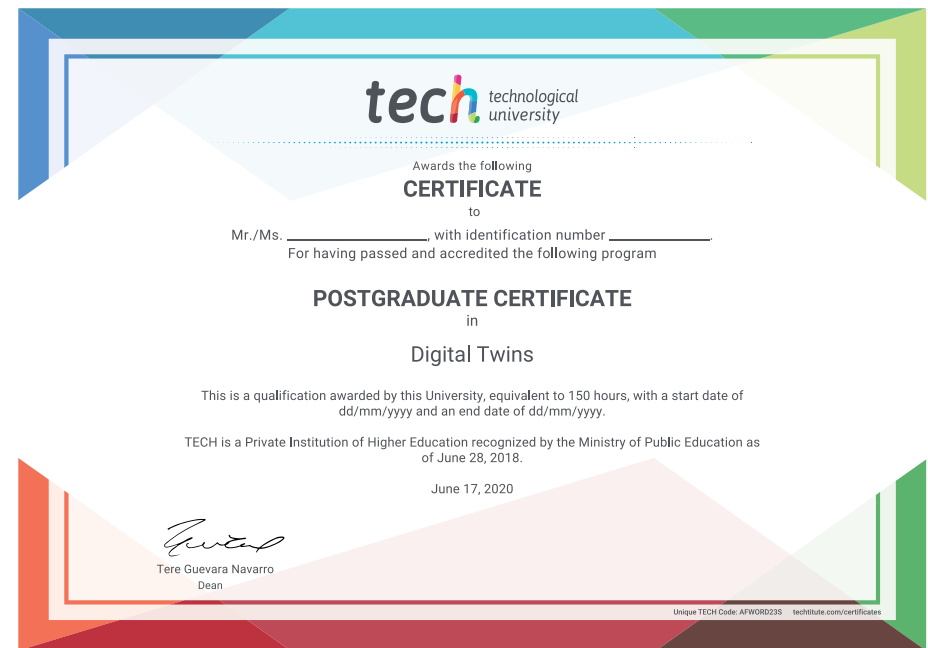 tech technological
university
Awards the following
CERTIFICATE
to
Mr./Ms. ____________________, with identification number ______________.
For having passed and accredited the following program
POSTGRADUATE CERTIFICATE
in
Digital Twins
This is a qualification awarded by this University, equivalent to 150 hours, with a start date of
dd/mm/yyyy and an end date of dd/mm/yyyy.
TECH is a Private Institution of Higher Education recognized by the Ministry of Public Education as
of June 28, 2018.
June 17, 2020
Tere Guevara Navarro
Dean
Unique TECH Code: AFWORD23S techtitute.com/certificates